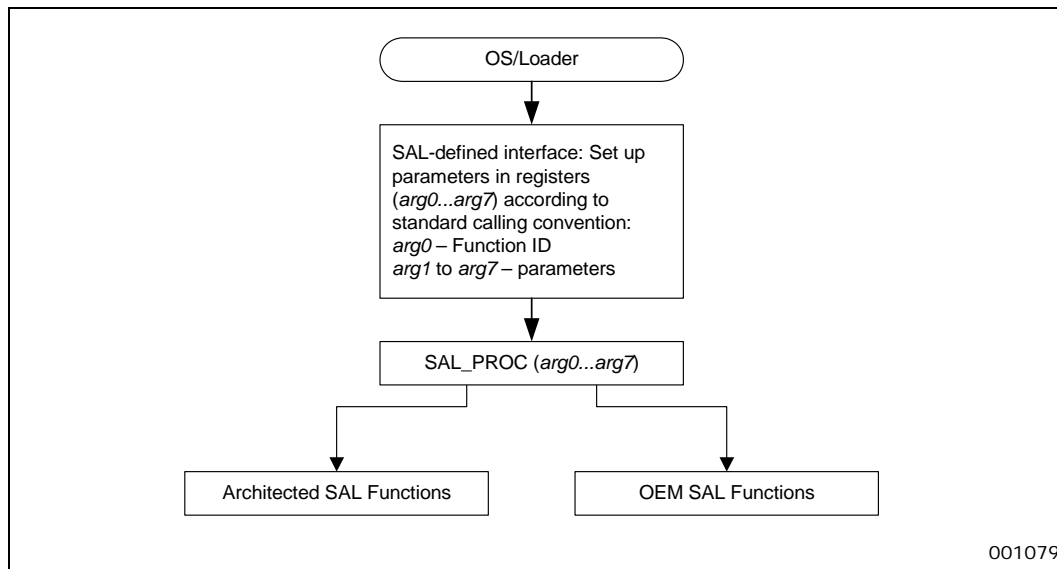 OS/Loader
SAL-defined interface: Set up
parameters in registers
(arg0...arg7) according to
standard calling convention:
arg0 – Function ID
arg1 to arg7 – parameters
SAL_PROC (arg0...arg7)
Architected SAL Functions
OEM SAL Functions
001079